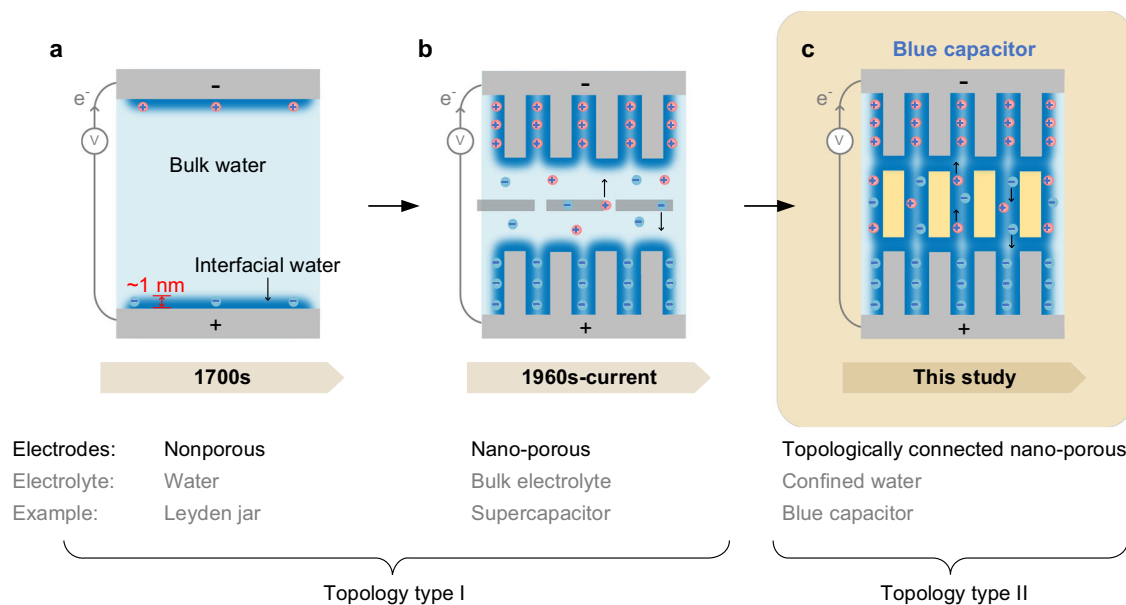 a
b
c
Blue capacitor
-
-
-
e-
e-
e-
V
V
V
Bulk water
Interfacial water
~1 nm
+
+
+
1700s
1960s-current
This study
Electrodes:
Nonporous
Nano-porous
Topologically connected nano-porous
Electrolyte:
Water
Bulk electrolyte
Confined water
Example:
Leyden jar
Supercapacitor
Blue capacitor
Topology type I
Topology type II